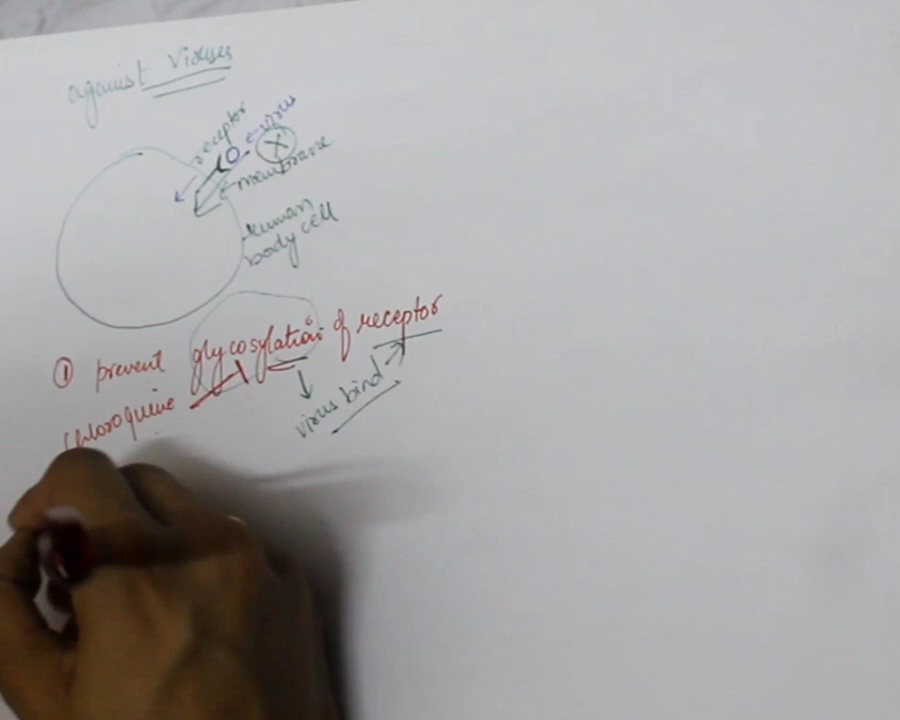 against Viruses
receptor
← virus
X
← membrane
Human
body cell
① prevent glycosylation of receptor
chloroquine
virus bind